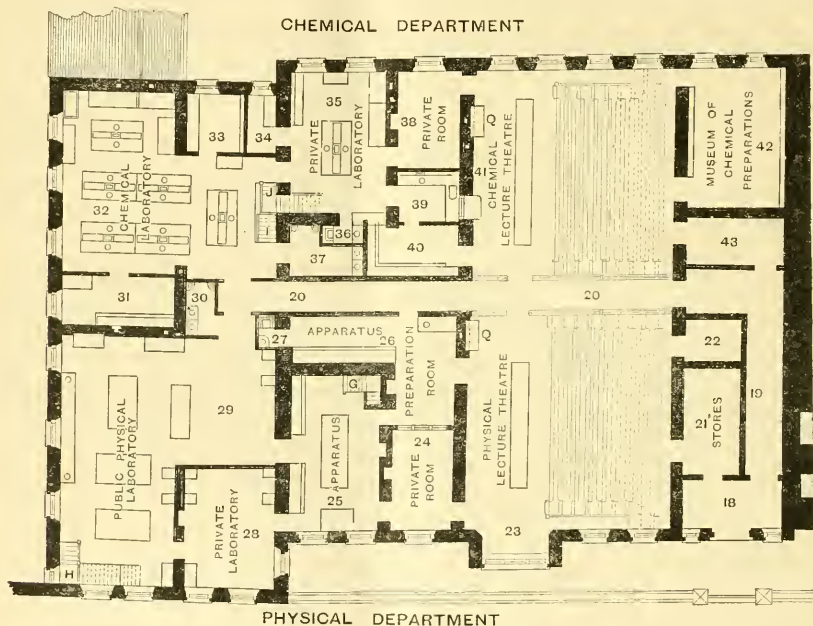 CHEMICAL DEPARTMENT
35
PRIVATE
LABORATORY
38
PRIVATE
ROOM
33
34
32
CHEMICAL
LABORATORY
J
I
36
37
39
40
41
Q
CHEMICAL
LECTURE THEATRE
MUSEUM OF
CHEMICAL
PREPARATIONS
42
43
31
30
20
20
27
APPARATUS
26
PREPARATION
ROOM
Q
PHYSICAL
LECTURE THEATRE
22
19
21*
STORES
18
29
G
APPARATUS
25
24
PRIVATE
ROOM
23
PUBLIC PHYSICAL
LABORATORY
PRIVATE
LABORATORY
28
H
PHYSICAL DEPARTMENT